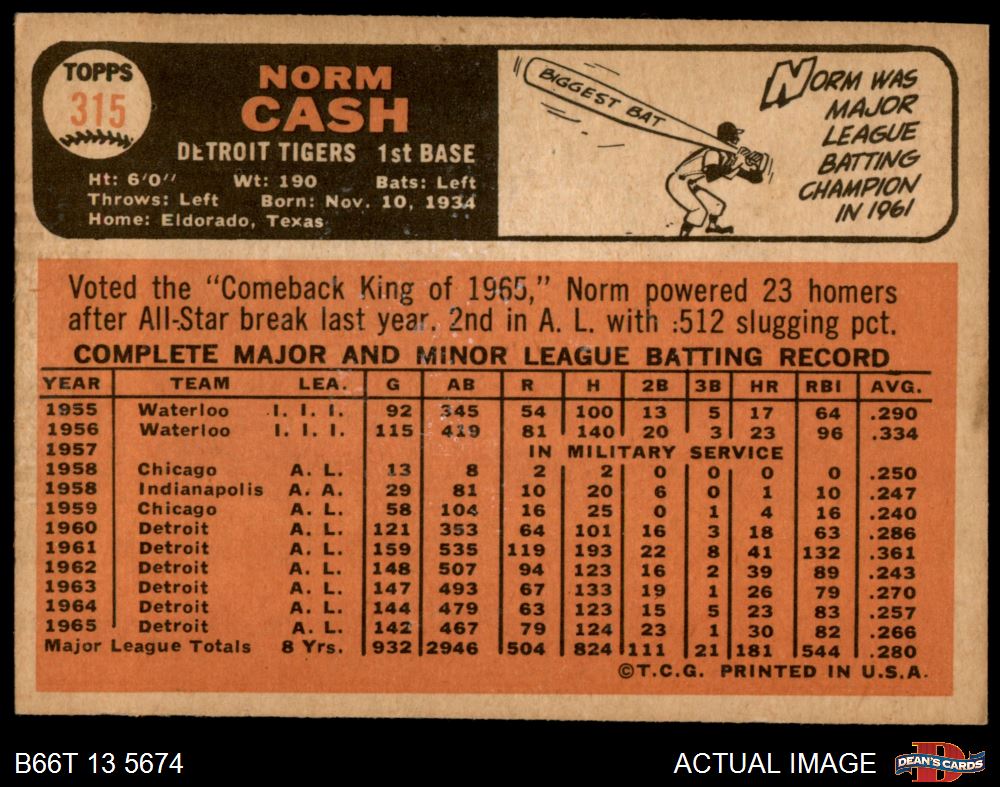 TOPPS
315
NORM
CASH
DETROIT TIGERS 1st BASE
Ht: 6'0'' Wt: 190 Bats: Left
Throws: Left Born: Nov. 10, 1934
Home: Eldorado, Texas
BIGGEST BAT
NORM WAS
MAJOR
LEAGUE
BATTING
CHAMPION
IN 1961
Voted the "Comeback King of 1965," Norm powered 23 homers
after All-Star break last year. 2nd in A. L. with .512 slugging pct.
COMPLETE MAJOR AND MINOR LEAGUE BATTING RECORD
YEAR TEAM LEA. G AB R H 2B 3B HR RBI AVG.
1955 Waterloo I. I. I. 92 345 54 100 13 5 17 64 .290
1956 Waterloo I. I. I. 115 419 81 140 20 3 23 96 .334
1957 IN MILITARY SERVICE
1958 Chicago A. L. 13 8 2 2 0 0 0 0 .250
1958 Indianapolis A. A. 29 81 10 20 6 0 1 10 .247
1959 Chicago A. L. 58 104 16 25 0 1 4 16 .240
1960 Detroit A. L. 121 353 64 101 16 3 18 63 .286
1961 Detroit A. L. 159 535 119 193 22 8 41 132 .361
1962 Detroit A. L. 148 507 94 123 16 2 39 89 .243
1963 Detroit A. L. 147 493 67 133 19 1 26 79 .270
1964 Detroit A. L. 144 479 63 123 15 5 23 83 .257
1965 Detroit A. L. 142 467 79 124 23 1 30 82 .266
Major League Totals 8 Yrs. 932 2946 504 824 111 21 181 544 .280
©T.C.G. PRINTED IN U.S.A.
B66T 13 5674
ACTUAL IMAGE
DEAN'S CARDS